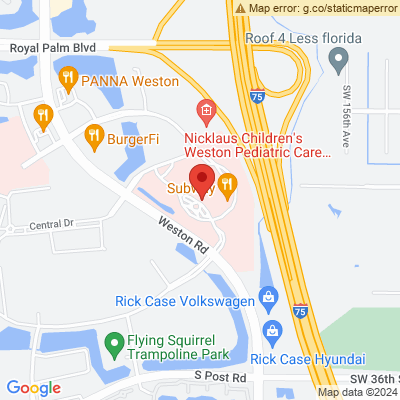 Map error: g.co/staticmaperror
Royal Palm Blvd
Roof 4 Less florida
PANNA Weston
SW 156th Ave
75
Nicklaus Children's
Weston Pediatric Care...
BurgerFi
Subway
Central Dr
Weston Rd
Rick Case Volkswagen
75
Flying Squirrel
Trampoline Park
Rick Case Hyundai
S Post Rd
SW 36th S
Google
Map data ©2024